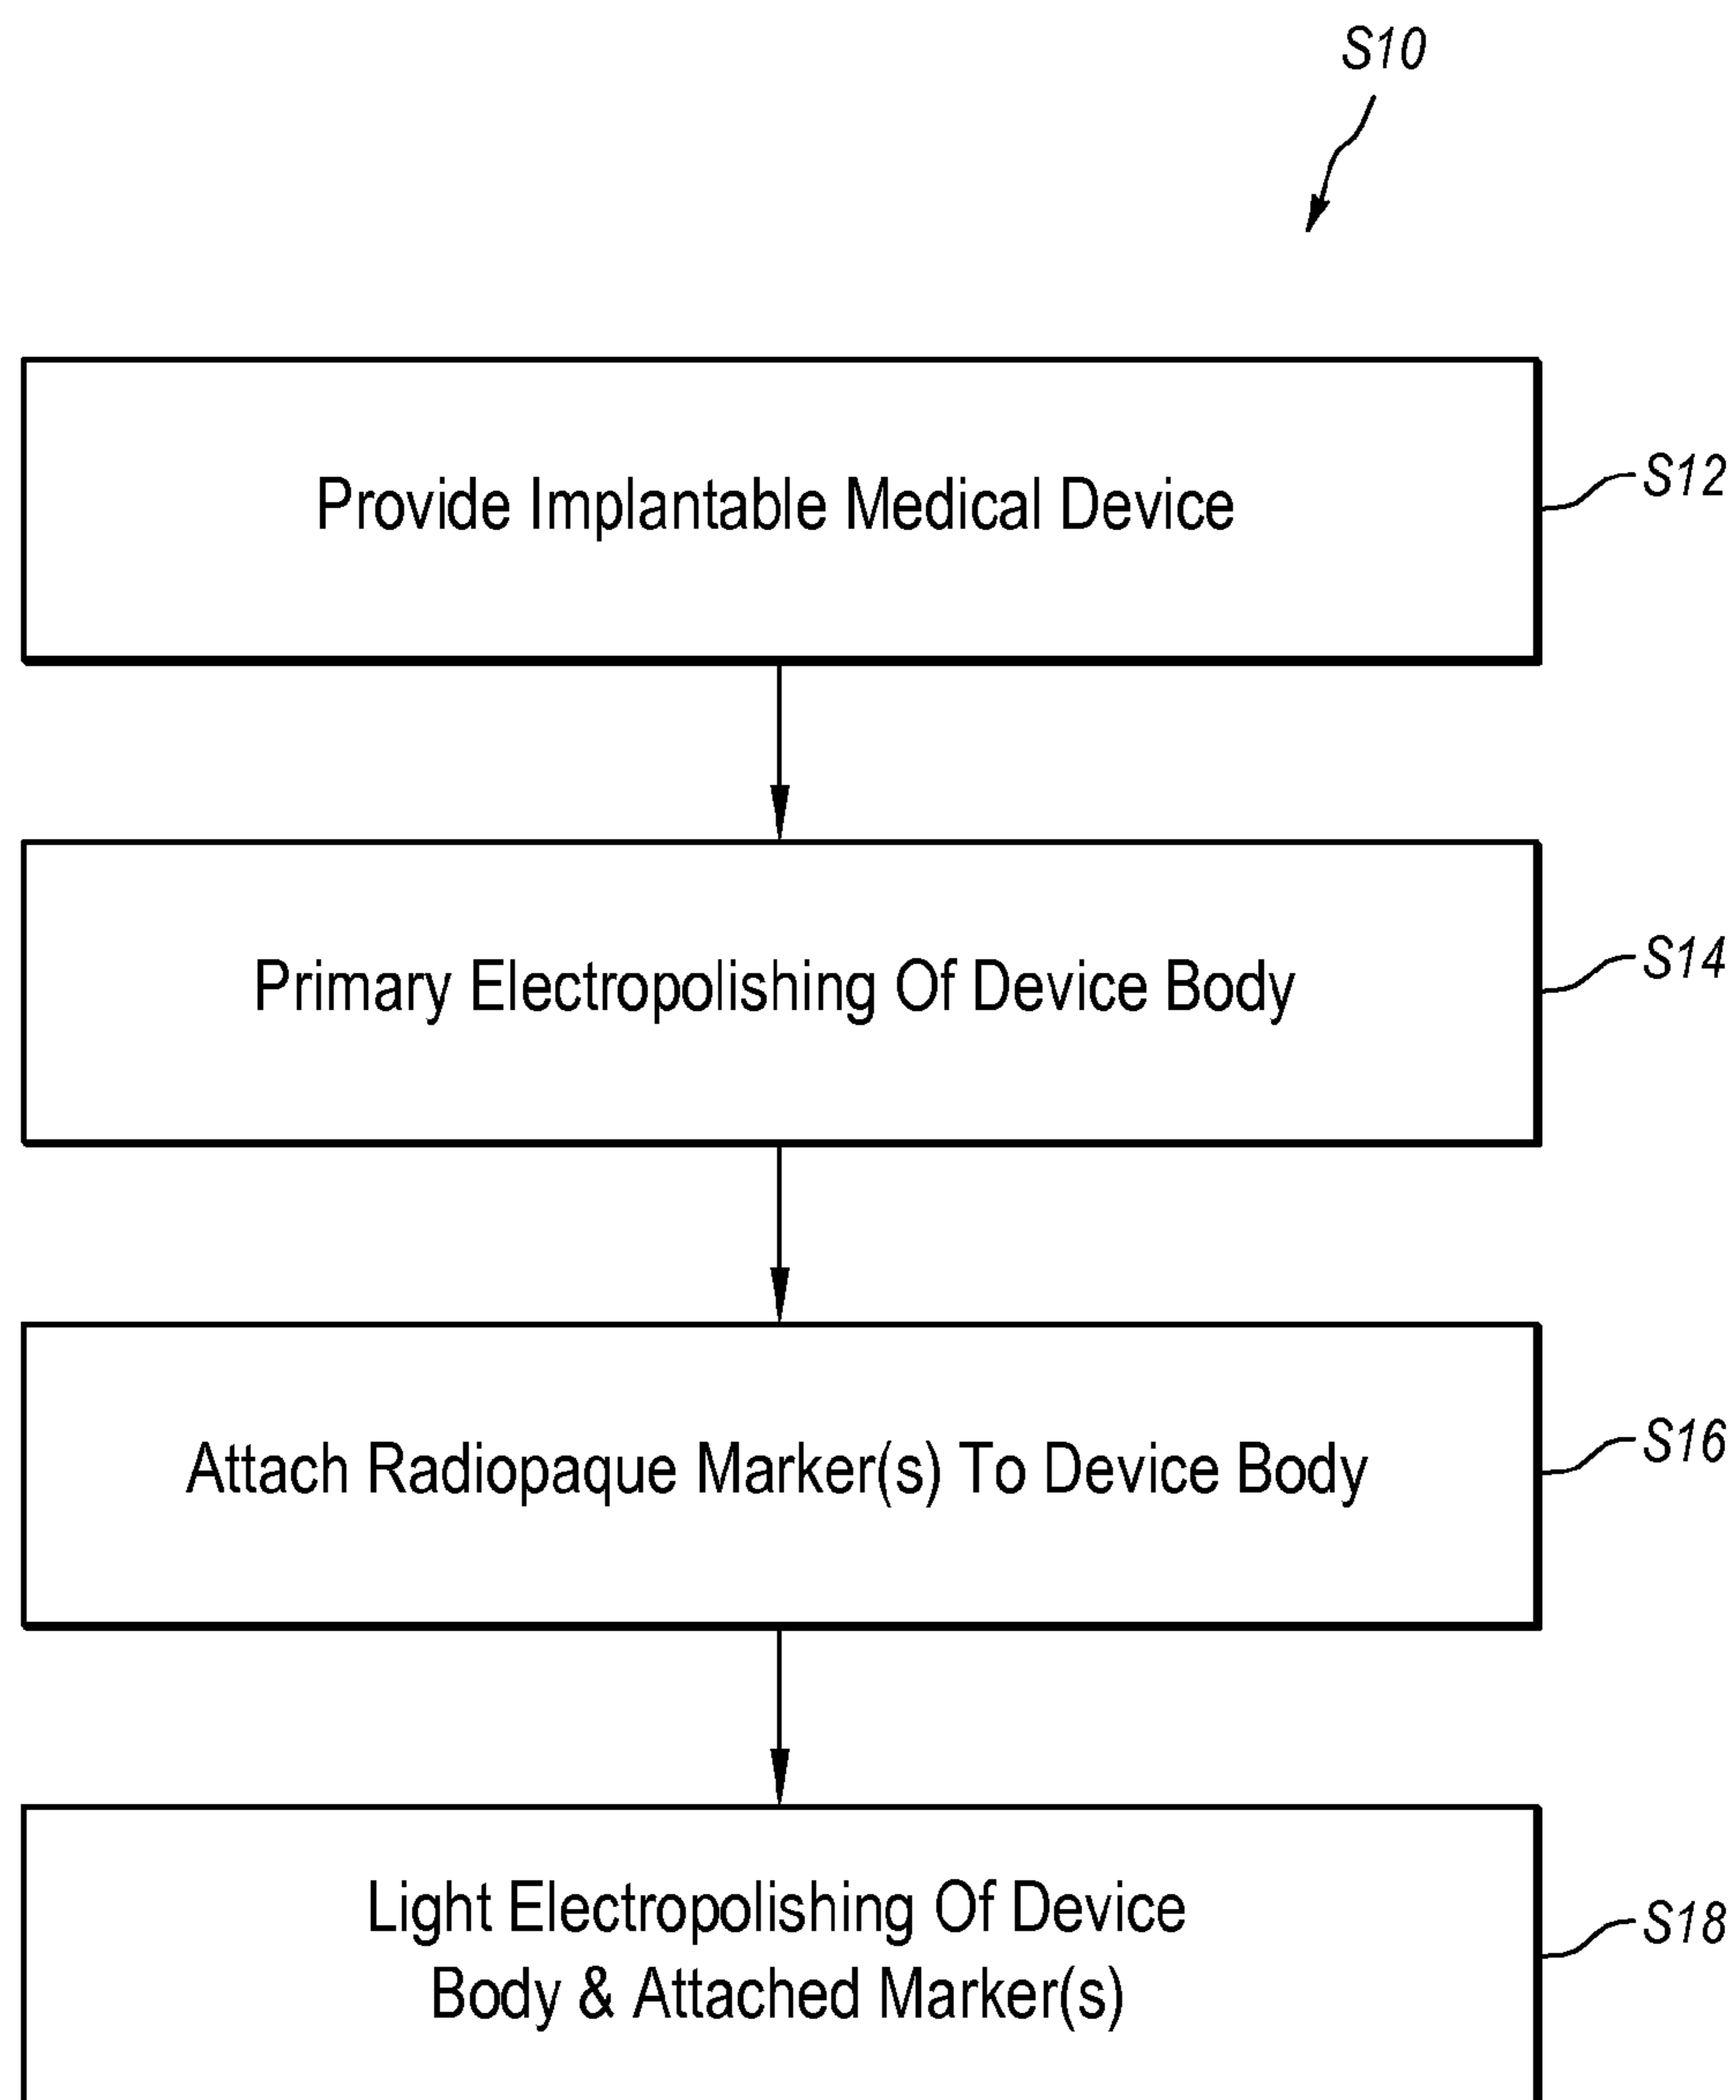 S10
Provide Implantable Medical Device
S12
Primary Electropolishing Of Device Body
S14
Attach Radiopaque Marker(s) To Device Body
S16
Light Electropolishing Of Device
Body & Attached Marker(s)
S18